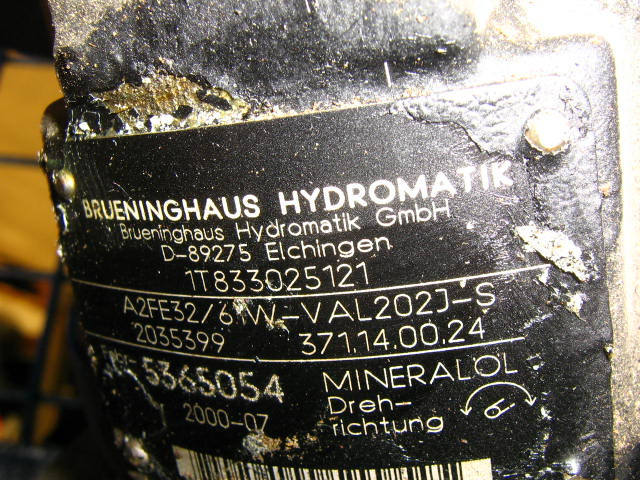 BRUENINGHAUS HYDROMATIK
Brueninghaus Hydromatik GmbH
D-89275 Elchingen
1T833025121
A2FE32/61W-VAL202J-S
2035399 371.14.00.24
5365054 MINERALÖL
2000-07 Dreh-
richtung